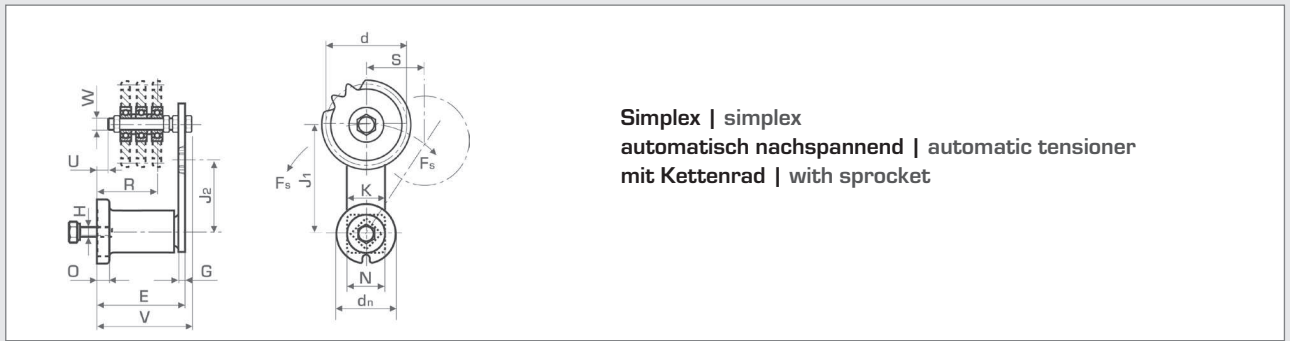 d
S
W
U
R
H
J2
O
G
E
V
Fs
J1
Fs
K
N
dn
Simplex | simplex
automatisch nachspannend | automatic tensioner
mit Kettenrad | with sprocket